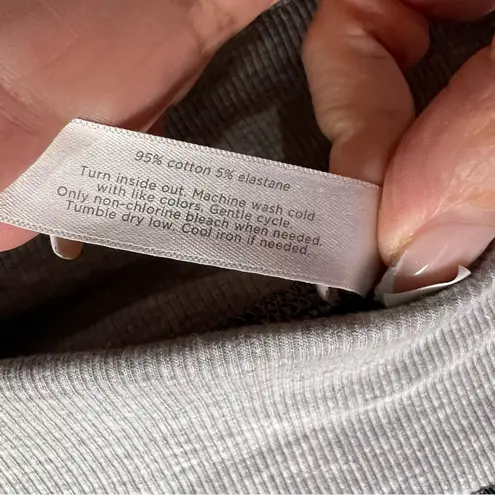 95% cotton 5% elastane
Turn inside out. Machine wash cold
with like colors. Gentle cycle.
Only non-chlorine bleach when needed.
Tumble dry low. Cool iron if needed.